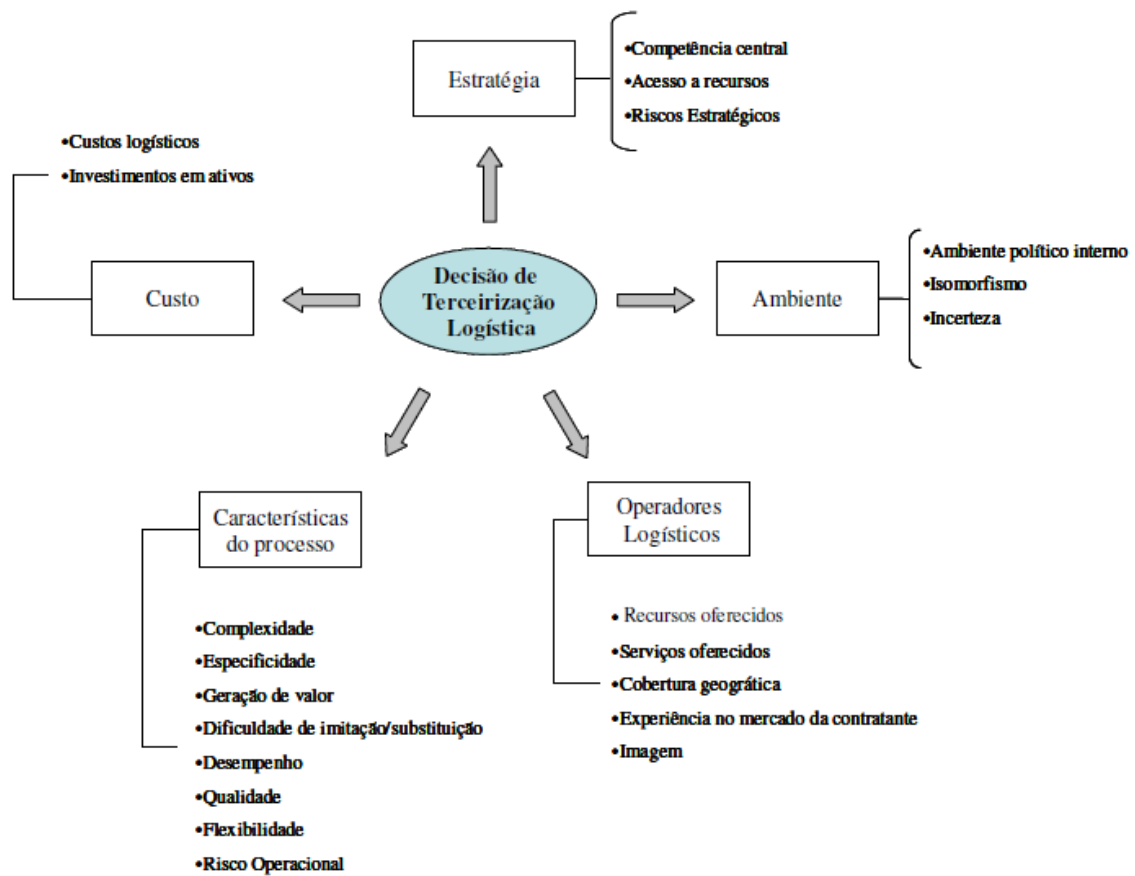 Estratégia
•Competência central
•Acesso a recursos
•Riscos Estratégicos
•Custos logísticos
•Investimentos em ativos
Custo
Decisão de
Terceirização
Logística
Ambiente
•Ambiente político interno
•Isomorfismo
•Incerteza
Características
do processo
•Complexidade
•Especificidade
•Geração de valor
•Dificuldade de imitação/substituição
•Desempenho
•Qualidade
•Flexibilidade
•Risco Operacional
Operadores
Logísticos
• Recursos oferecidos
•Serviços oferecidos
•Cobertura geogrática
•Experiência no mercado da contratante
•Imagem